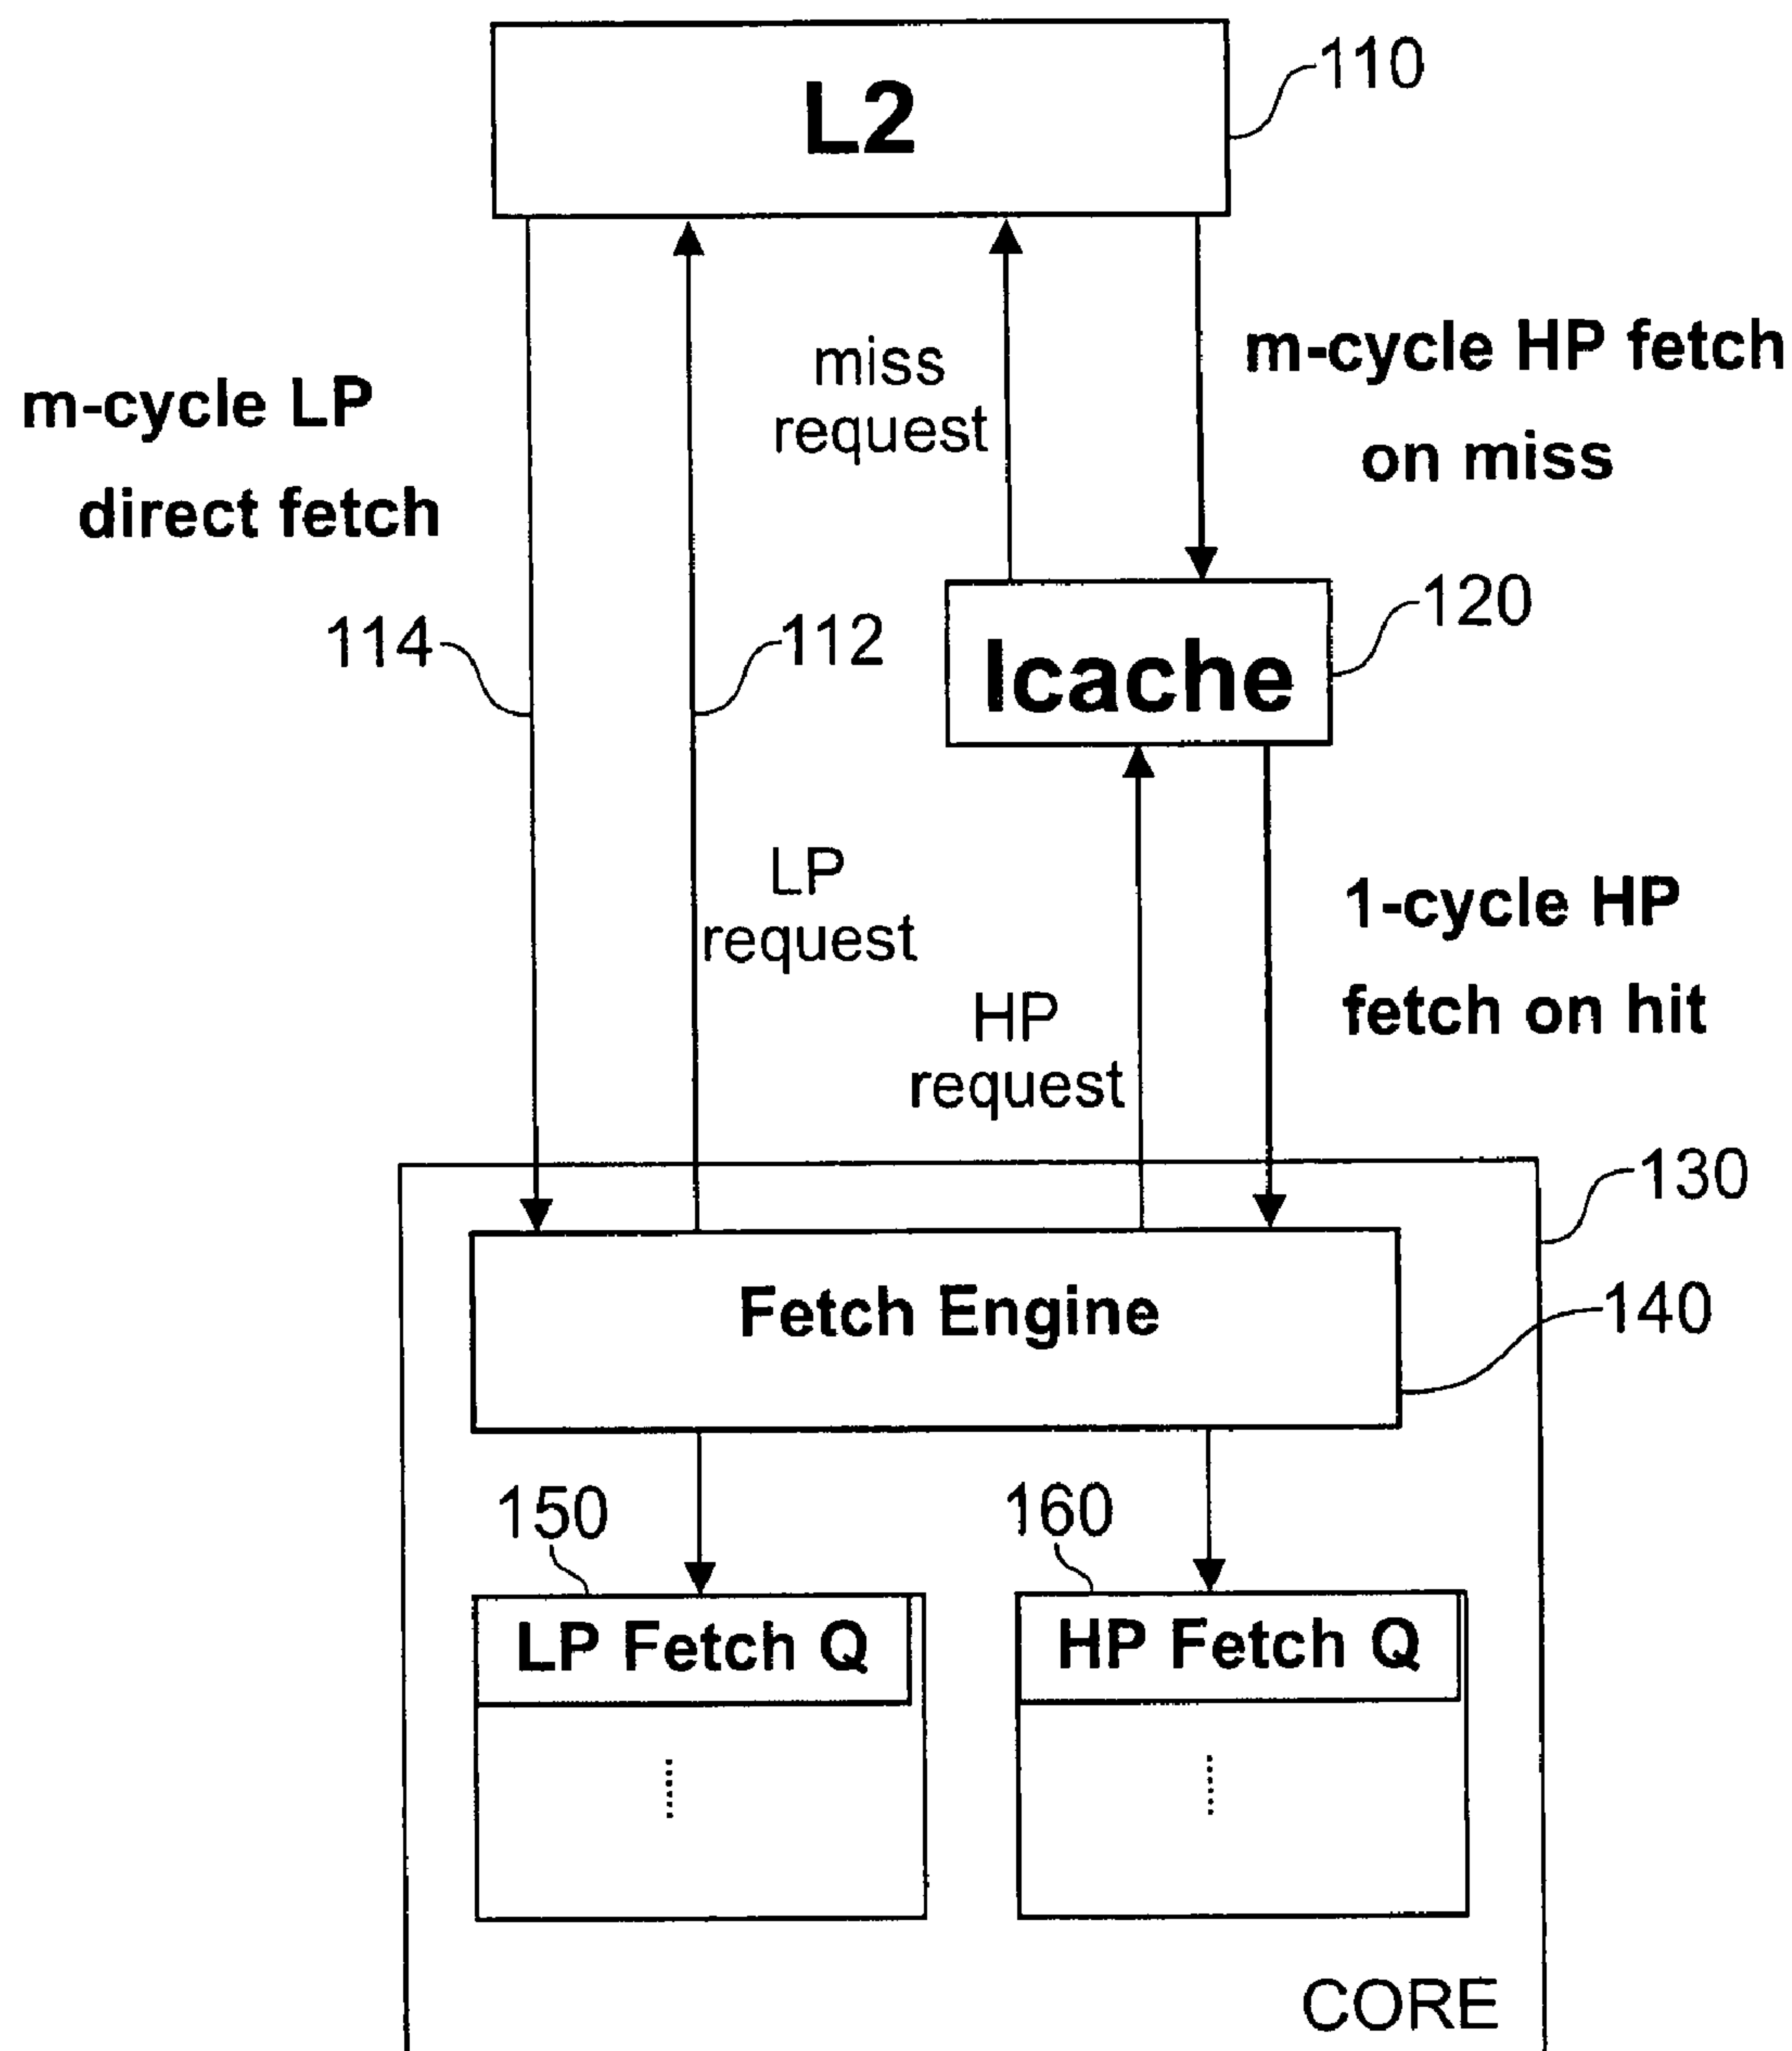 L2
110
m-cycle LP
direct fetch
miss
request
m-cycle HP fetch
on miss
114
112
120
Icache
LP
request
HP
request
1-cycle HP
fetch on hit
130
Fetch Engine
140
150
160
LP Fetch Q
HP Fetch Q
CORE